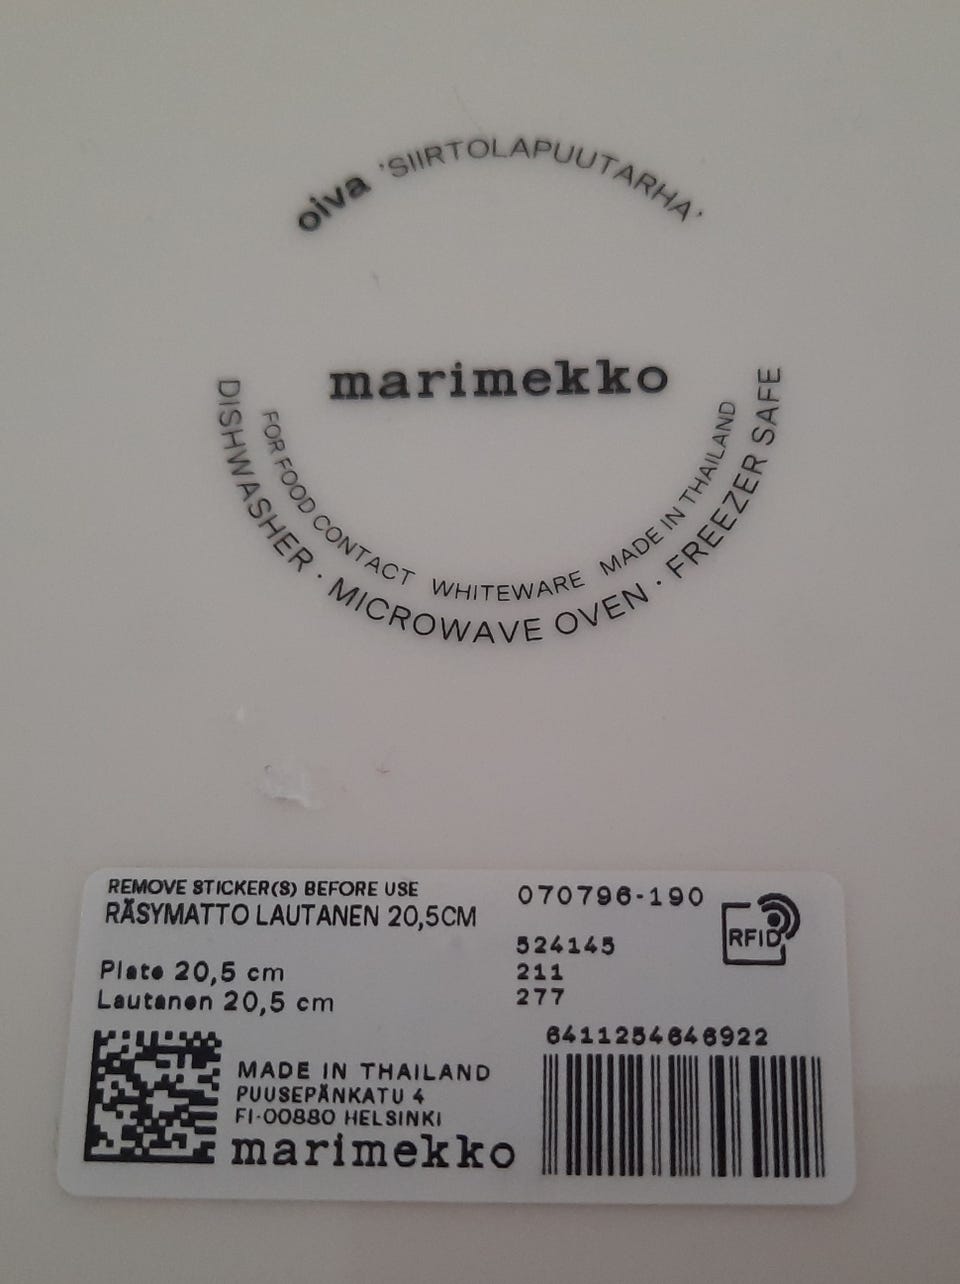 oiva 'SIIRTOLAPUUTARHA'
marimekko
FOR FOOD CONTACT WHITEWARE MADE IN THAILAND
DISHWASHER · MICROWAVE OVEN · FREEZER SAFE
REMOVE STICKER(S) BEFORE USE
RÄSYMATTO LAUTANEN 20,5CM
070796-190
RFID
524145
211
277
Plate 20,5 cm
Lautanen 20,5 cm
6411254646922
MADE IN THAILAND
PUUSEPÄNKATU 4
FI-00880 HELSINKI
marimekko